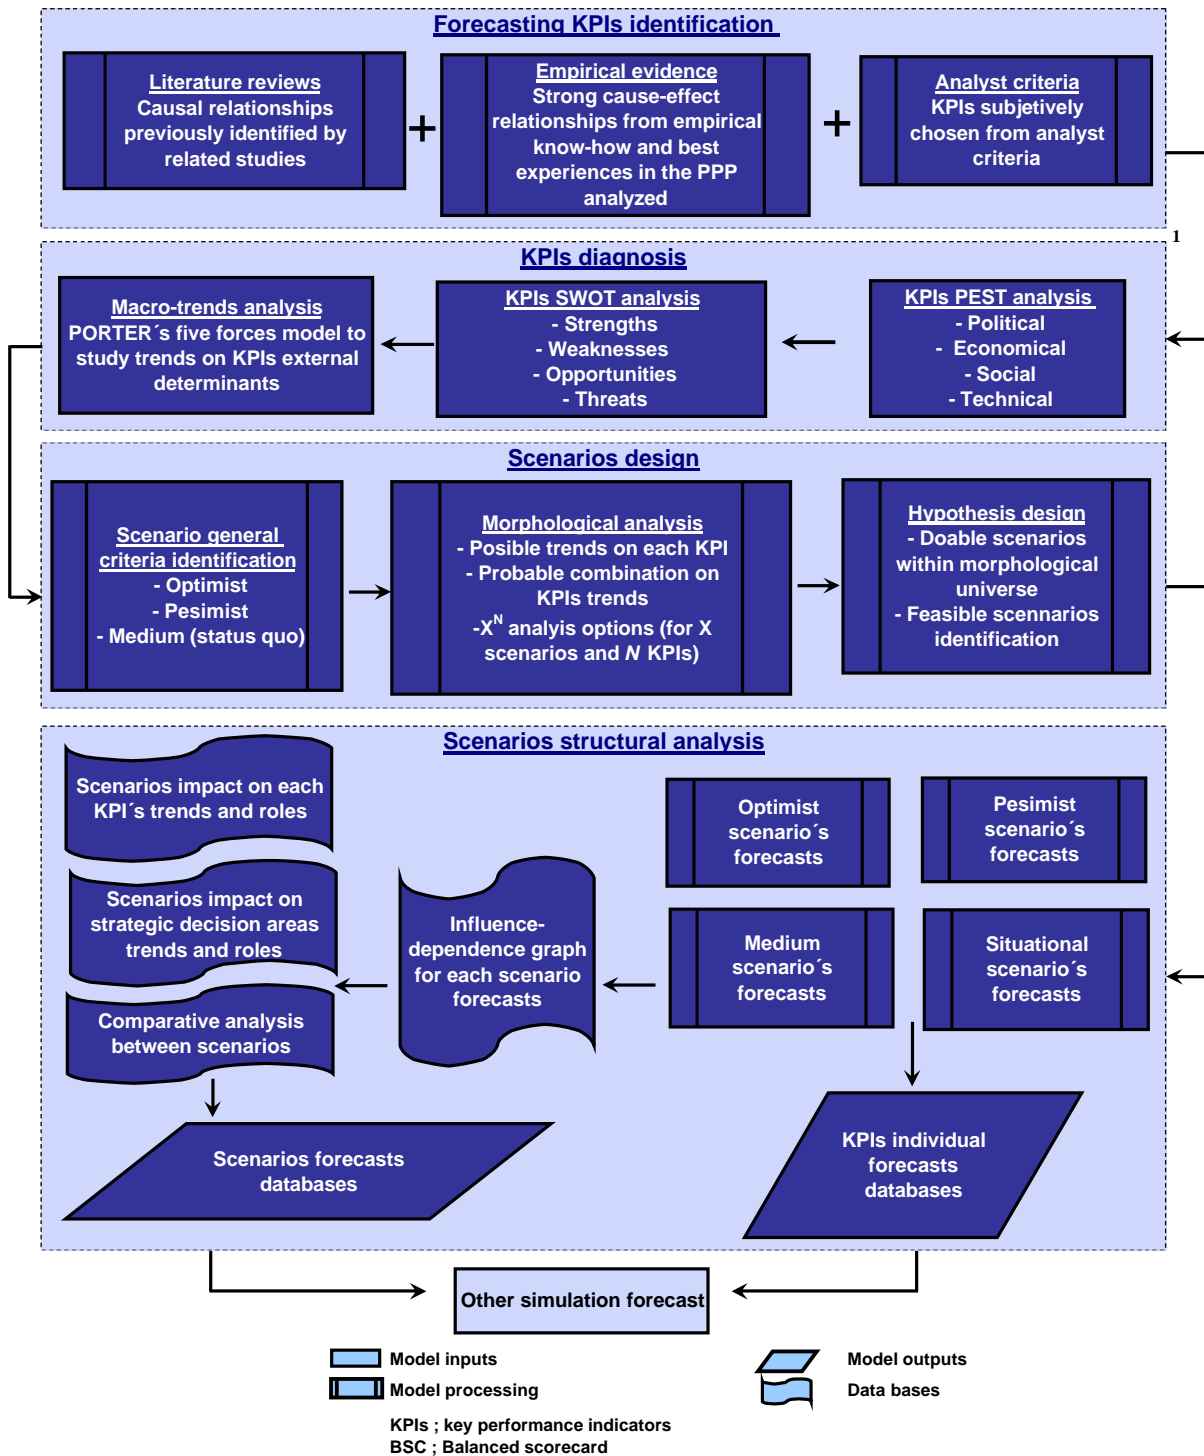 Forecasting KPIs identification
Literature reviews
Causal relationships
previously identified by
related studies
+
Empirical evidence
Strong cause-effect
relationships from empirical
know-how and best
experiences in the PPP
analyzed
+
Analyst criteria
KPIs subjetively
chosen from analyst
criteria
1
KPIs diagnosis
Macro-trends analysis
PORTER´s five forces model to
study trends on KPIs external
determinants
KPIs SWOT analysis
- Strengths
- Weaknesses
- Opportunities
- Threats
KPIs PEST analysis
- Political
- Economical
- Social
- Technical
Scenarios design
Scenario general
criteria identification
- Optimist
- Pesimist
- Medium (status quo)
Morphological analysis
- Posible trends on each KPI
- Probable combination on
KPIs trends
-X^N analyis options (for X
scenarios and N KPIs)
Hypothesis design
- Doable scenarios
within morphological
universe
- Feasible scennarios
identification
Scenarios structural analysis
Scenarios impact on each
KPI´s trends and roles
Scenarios impact on
strategic decision areas
trends and roles
Comparative analysis
between scenarios
Influence-
dependence graph
for each scenario
forecasts
Optimist
scenario´s
forecasts
Pesimist
scenario´s
forecasts
Medium
scenario´s
forecasts
Situational
scenario´s
forecasts
Scenarios forecasts
databases
KPIs individual
forecasts
databases
Other simulation forecast
Model inputs
Model processing
Model outputs
Data bases
KPIs ; key performance indicators
BSC ; Balanced scorecard